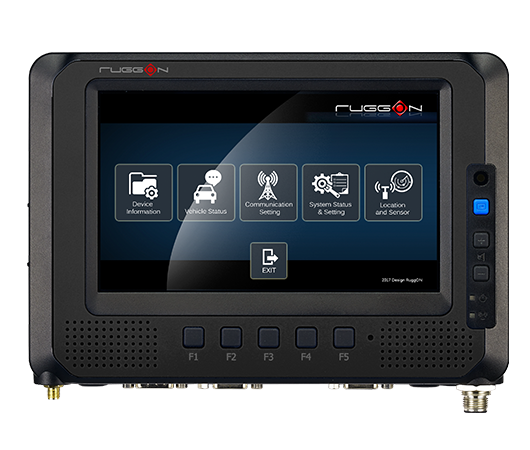 RUGGON
RUGGON
Device
Information
Vehicle Status
Communication
Setting
System Status
& Setting
Location
and Sensor
EXIT
2017 Design RuggON
F1 F2 F3 F4 F5